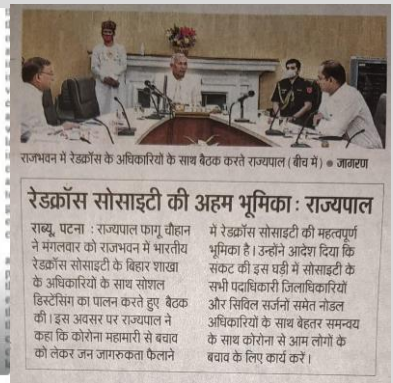 राजभवन में रेडक्रॉस के अधिकारियों के साथ बैठक करते राज्यपाल (बीच में) ● जागरण
रेडक्रॉस सोसाइटी की अहम भूमिका : राज्यपाल
राब्यू, पटना : राज्यपाल फागू चौहान
ने मंगलवार को राजभवन में भारतीय
रेडक्रॉस सोसाइटी के बिहार शाखा
के अधिकारियों के साथ सोशल
डिस्टेंसिंग का पालन करते हुए बैठक
की। इस अवसर पर राज्यपाल ने
कहा कि कोरोना महामारी से बचाव
को लेकर जन जागरुकता फैलाने
में रेडक्रॉस सोसाइटी की महत्वपूर्ण
भूमिका है। उन्होंने आदेश दिया कि
संकट की इस घड़ी में सोसाइटी के
सभी पदाधिकारी जिलाधिकारियों
और सिविल सर्जनों समेत नोडल
अधिकारियों के साथ बेहतर समन्वय
के साथ कोरोना से आम लोगों के
बचाव के लिए कार्य करें।